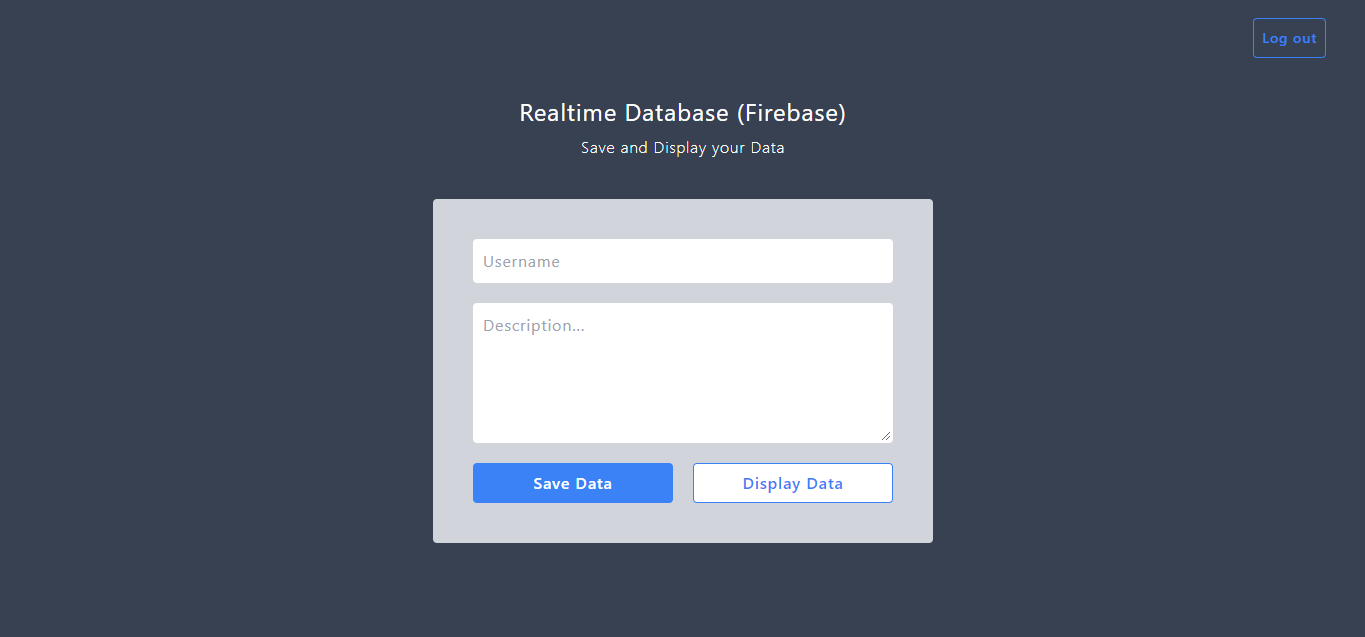 Log out
Realtime Database (Firebase)
Save and Display your Data
Username
Description...
Save Data
Display Data